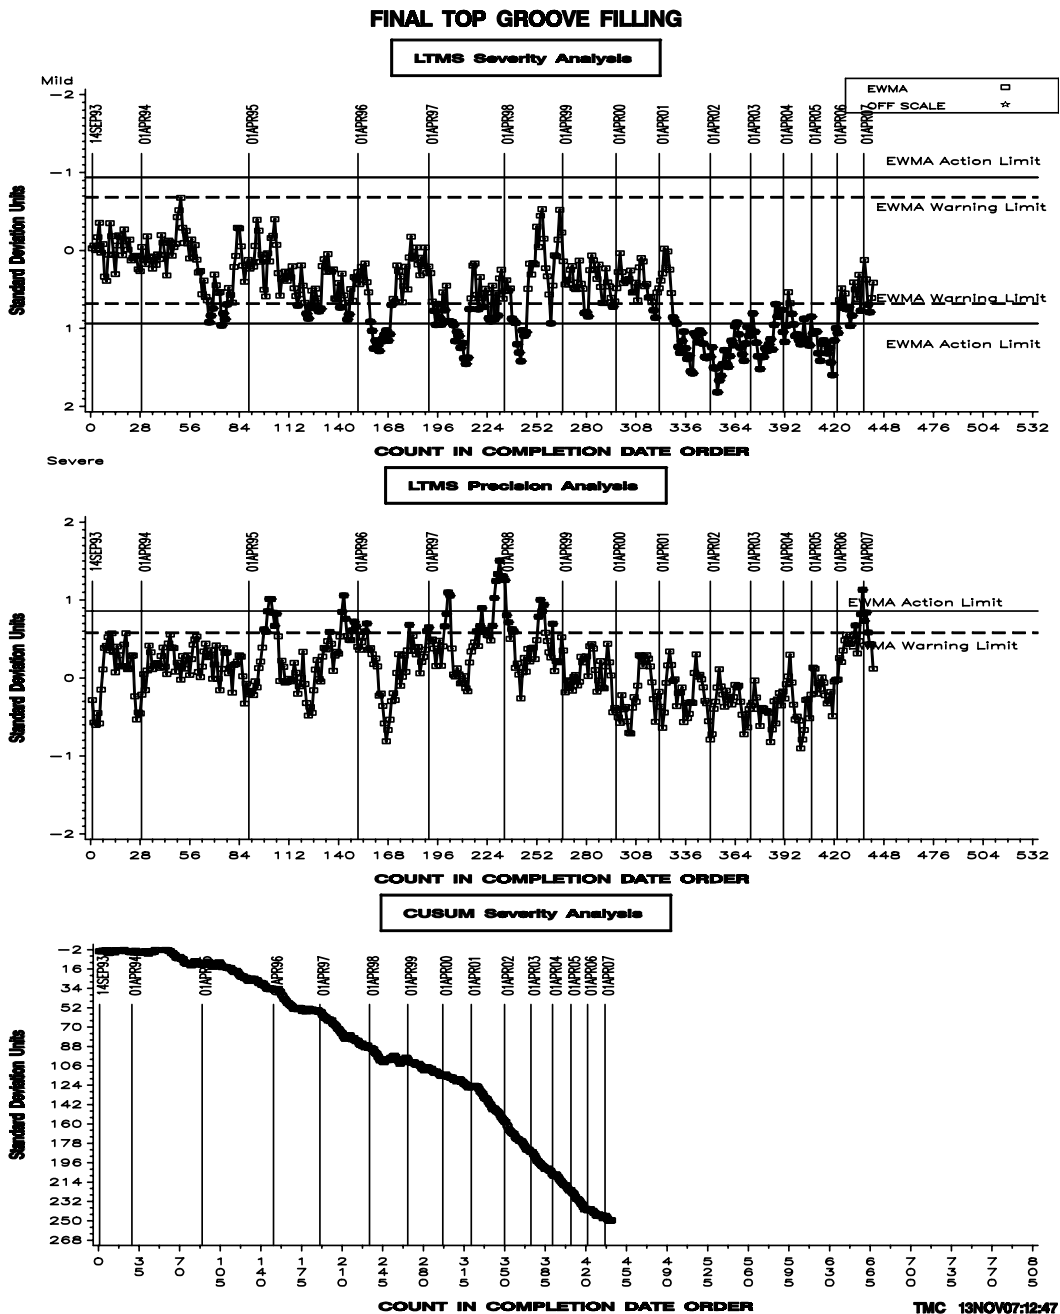 FINAL TOP GROOVE FILLING
LTMS Severity Analysis
Mild
EWMA
OFF SCALE
Standard Deviation Units
-2
-1
0
1
2
14SEP93 01APR94 01APR95 01APR96 01APR97 01APR98 01APR99 01APR00 01APR01 01APR02 01APR03 01APR04 01APR05 01APR06 01APR07
EWMA Action Limit
EWMA Warning Limit
EWMA Warning Limit
EWMA Action Limit
0 28 56 84 112 140 168 196 224 252 280 308 336 364 392 420 448 476 504 532
COUNT IN COMPLETION DATE ORDER
Severe
LTMS Precision Analysis
Standard Deviation Units
2
1
0
-1
-2
14SEP93 01APR94 01APR95 01APR96 01APR97 01APR98 01APR99 01APR00 01APR01 01APR02 01APR03 01APR04 01APR05 01APR06 01APR07
EWMA Action Limit
Warning Limit
0 28 56 84 112 140 168 196 224 252 280 308 336 364 392 420 448 476 504 532
COUNT IN COMPLETION DATE ORDER
CUSUM Severity Analysis
Standard Deviation Units
-2
16
34
52
70
88
106
124
142
160
178
196
214
232
250
268
14SEP93 01APR94 01APR96 01APR97 01APR98 01APR99 01APR00 01APR01 01APR02 01APR03 01APR04 01APR05 01APR06 01APR07
0 35 70 105 140 175 210 245 280 315 350 385 420 455 490 525 560 595 630 665 700 735 770 805
COUNT IN COMPLETION DATE ORDER
TMC 13NOV07:12:47